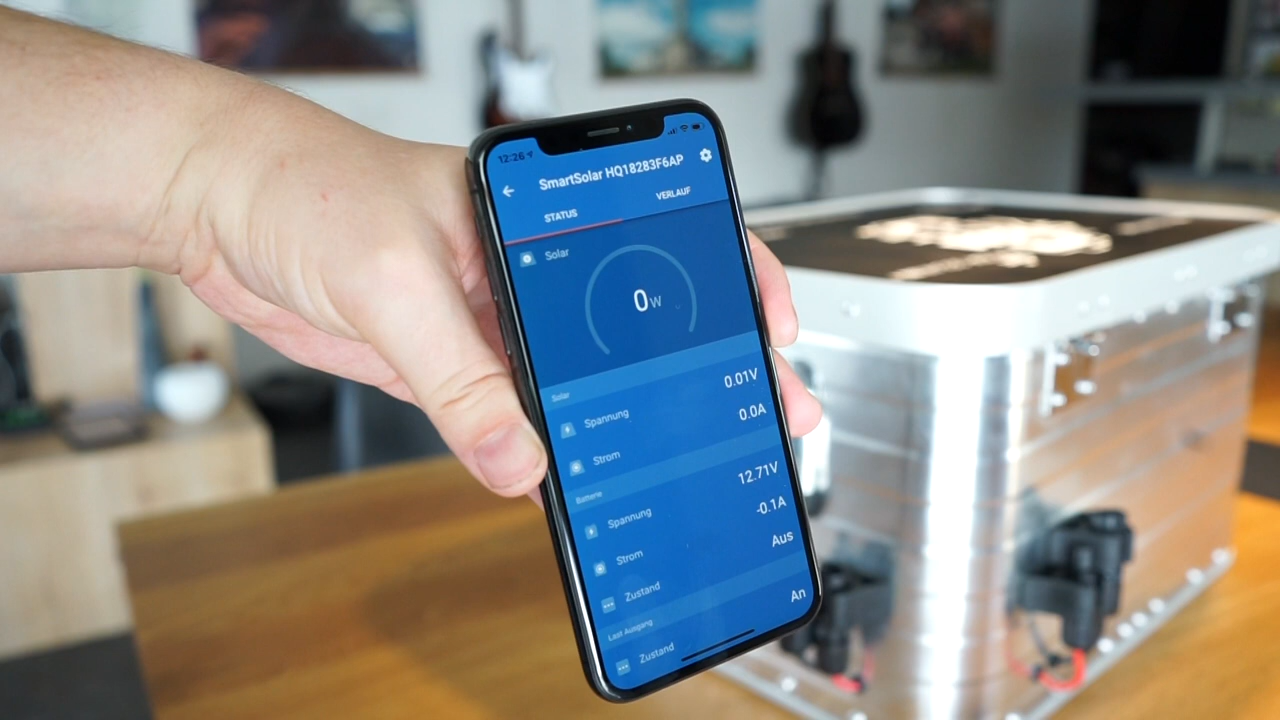 12:26
SmartSolar HQ18283F6AP
STATUS VERLAUF
Solar
0W
Solar
Spannung 0.01V
Strom 0.0A
Batterie
Spannung 12.71V
Strom -0.1A
Zustand Aus
Last Ausgang
Zustand An